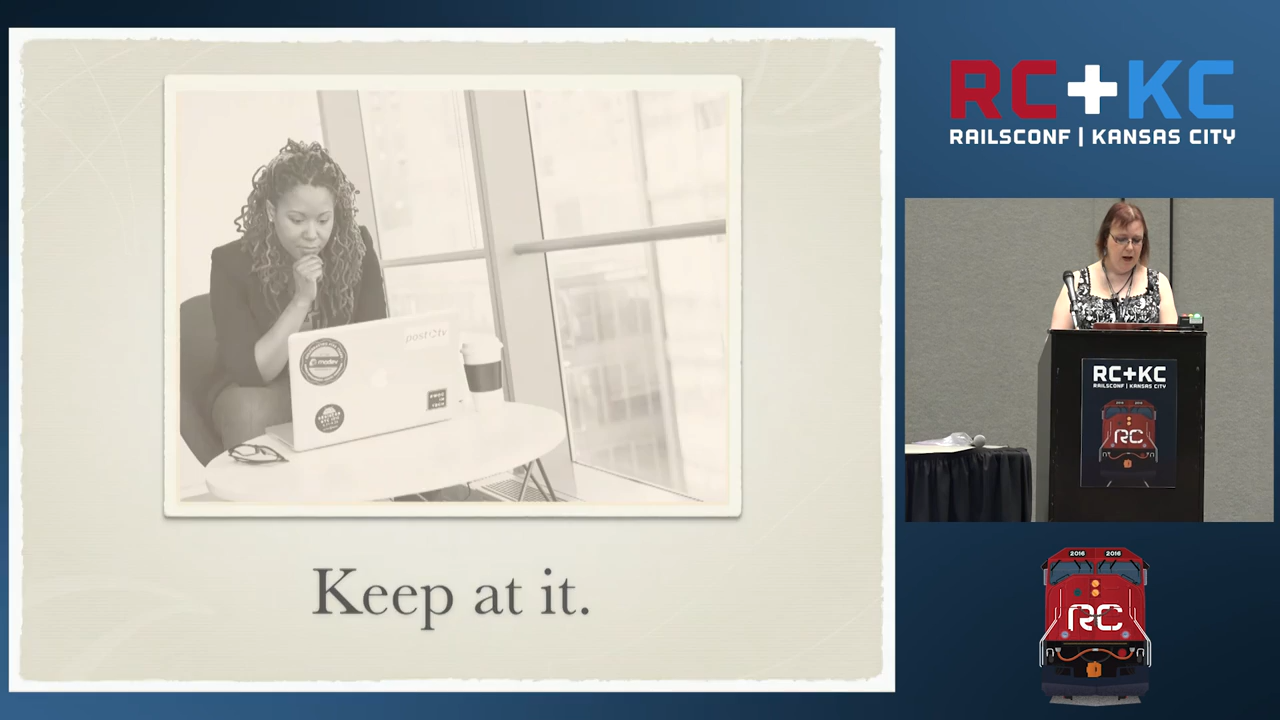 Keep at it.
RC+KC
RAILSCONF | KANSAS CITY
RC+KC
RAILSCONF | KANSAS CITY
RC
2016 2016
RC